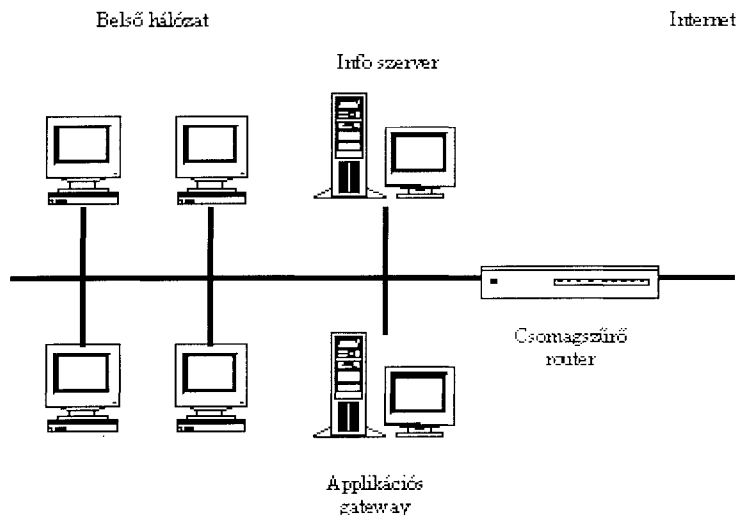 Belső hálózat
Internet
Info szerver
Csomagszűrő
router
Applikációs
gateway